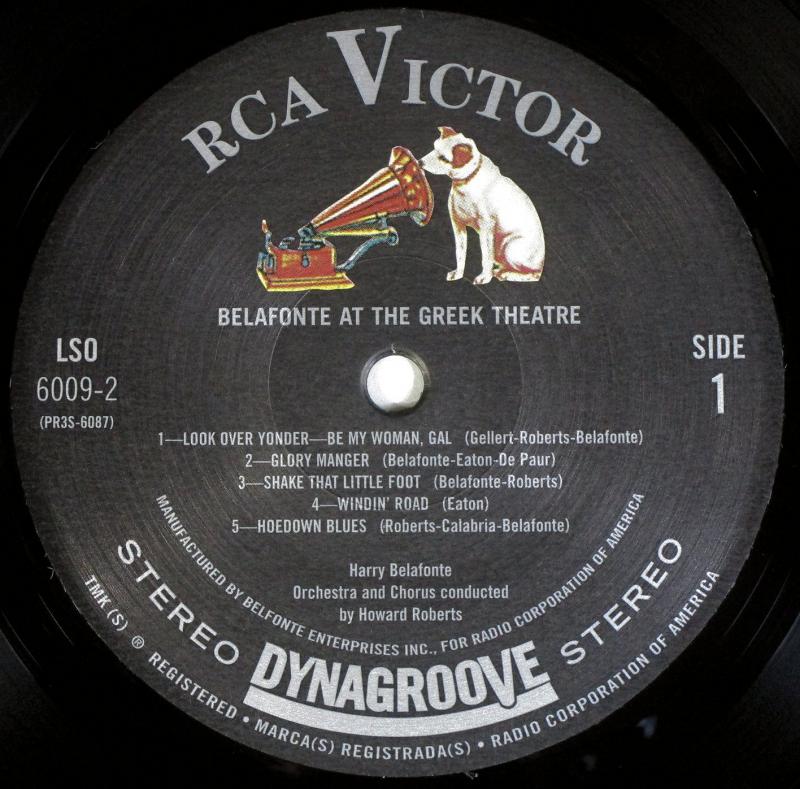 RCA VICTOR
BELAFONTE AT THE GREEK THEATRE
LSO
6009-2
(PR3S-6087)
SIDE
1
1—LOOK OVER YONDER—BE MY WOMAN, GAL (Gellert-Roberts-Belafonte)
2—GLORY MANGER (Belafonte-Eaton-De Paur)
3—SHAKE THAT LITTLE FOOT (Belafonte-Roberts)
4—WINDIN' ROAD (Eaton)
5—HOEDOWN BLUES (Roberts-Calabria-Belafonte)
Harry Belafonte
Orchestra and Chorus conducted
by Howard Roberts
MANUFACTURED BY BELFONTE ENTERPRISES INC., FOR RADIO CORPORATION OF AMERICA
STEREO DYNAGROOVE STEREO
TMK(S) ® REGISTERED • MARCA(S) REGISTRADA(S) • RADIO CORPORATION OF AMERICA